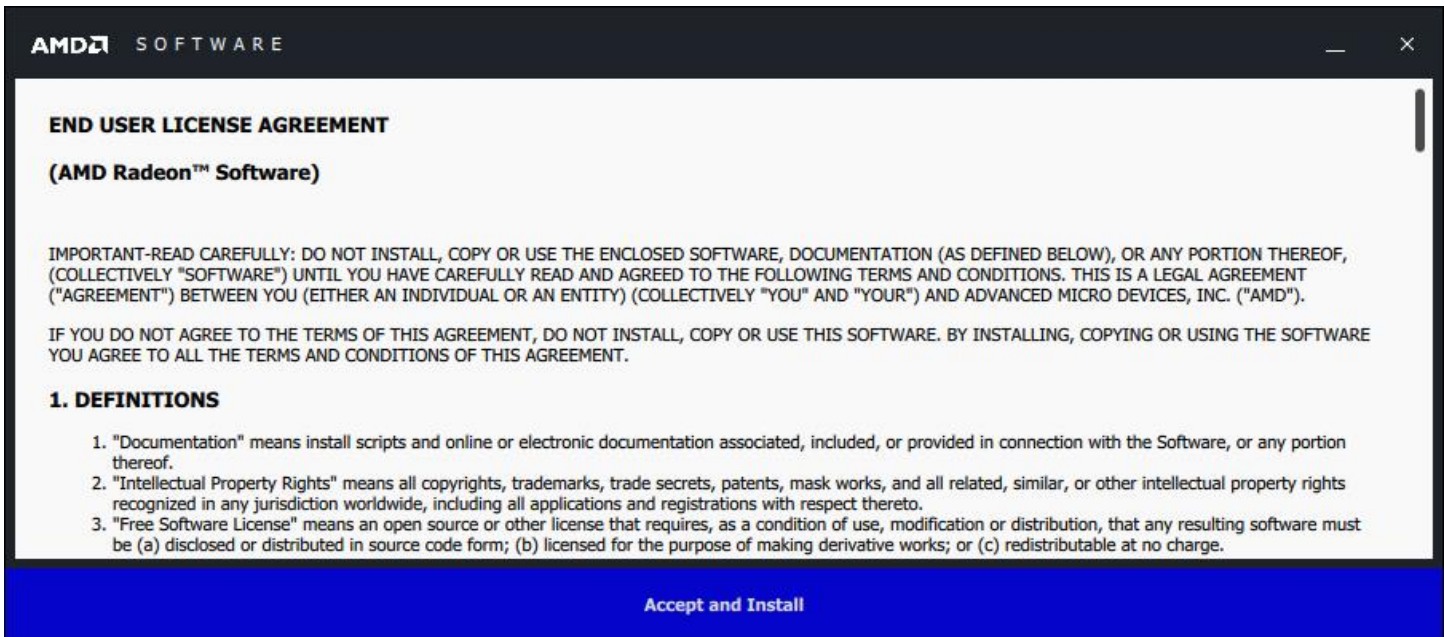 AMD SOFTWARE
END USER LICENSE AGREEMENT
(AMD Radeon™ Software)
IMPORTANT-READ CAREFULLY: DO NOT INSTALL, COPY OR USE THE ENCLOSED SOFTWARE, DOCUMENTATION (AS DEFINED BELOW), OR ANY PORTION THEREOF,
(COLLECTIVELY "SOFTWARE") UNTIL YOU HAVE CAREFULLY READ AND AGREED TO THE FOLLOWING TERMS AND CONDITIONS. THIS IS A LEGAL AGREEMENT
("AGREEMENT") BETWEEN YOU (EITHER AN INDIVIDUAL OR AN ENTITY) (COLLECTIVELY "YOU" AND "YOUR") AND ADVANCED MICRO DEVICES, INC. ("AMD").
IF YOU DO NOT AGREE TO THE TERMS OF THIS AGREEMENT, DO NOT INSTALL, COPY OR USE THIS SOFTWARE. BY INSTALLING, COPYING OR USING THE SOFTWARE
YOU AGREE TO ALL THE TERMS AND CONDITIONS OF THIS AGREEMENT.
1. DEFINITIONS
1. "Documentation" means install scripts and online or electronic documentation associated, included, or provided in connection with the Software, or any portion
thereof.
2. "Intellectual Property Rights" means all copyrights, trademarks, trade secrets, patents, mask works, and all related, similar, or other intellectual property rights
recognized in any jurisdiction worldwide, including all applications and registrations with respect thereto.
3. "Free Software License" means an open source or other license that requires, as a condition of use, modification or distribution, that any resulting software must
be (a) disclosed or distributed in source code form; (b) licensed for the purpose of making derivative works; or (c) redistributable at no charge.
Accept and Install